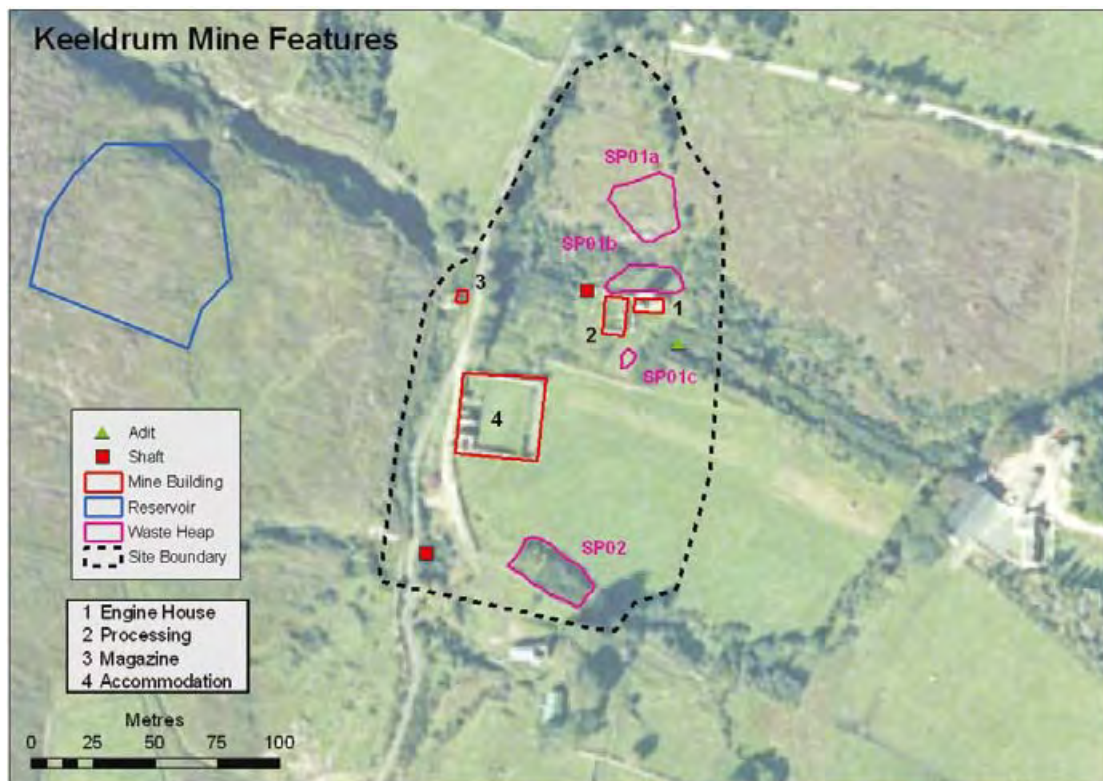 Keeldrum Mine Features
SP01a
SP01b
3
1
2
SP01c
4
SP02
Adit
Shaft
Mine Building
Reservoir
Waste Heap
Site Boundary
1 Engine House
2 Processing
3 Magazine
4 Accommodation
Metres
0 25 50 75 100